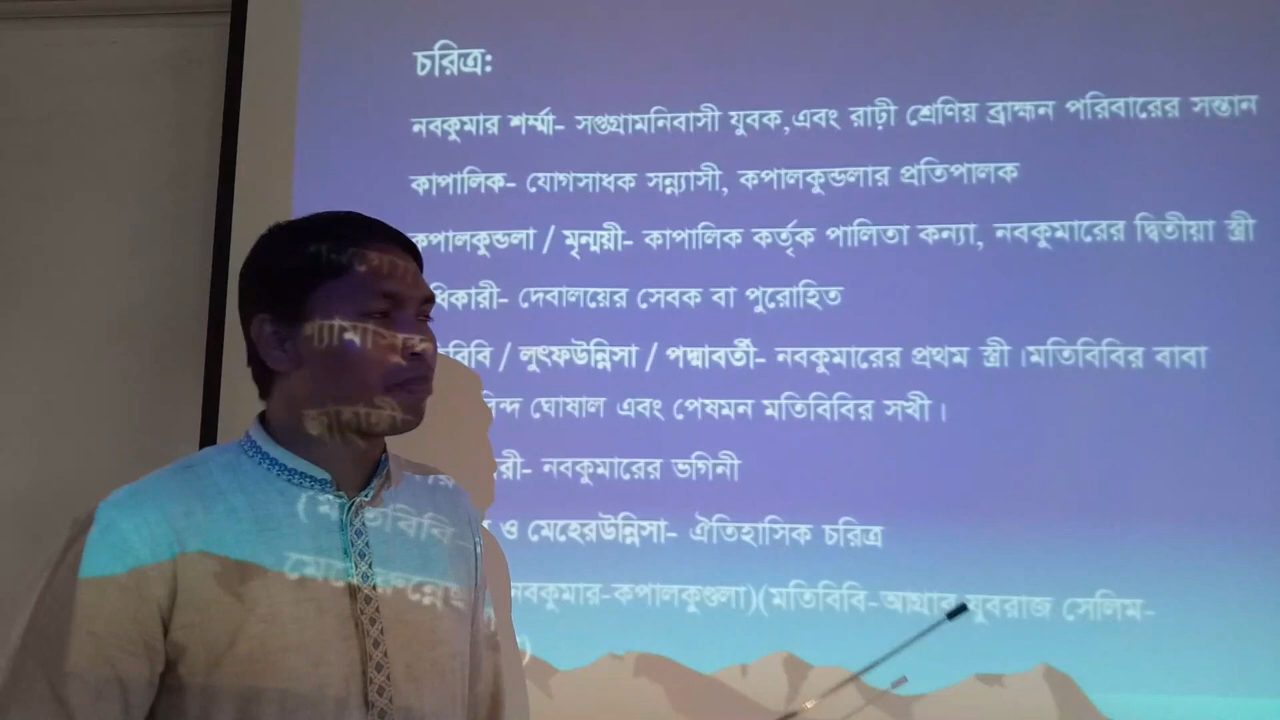 চরিত্র:
নবকুমার শর্ম্মা- সপ্তগ্রামনিবাসী যুবক,এবং রাঢ়ী শ্রেণিয় ব্রাহ্মন পরিবারের সন্তান
কাপালিক- যোগসাধক সন্ন্যাসী, কপালকুন্ডলার প্রতিপালক
কপালকুন্ডলা / মৃন্ময়ী- কাপালিক কর্তৃক পালিতা কন্যা, নবকুমারের দ্বিতীয়া স্ত্রী
ধিকারী- দেবালয়ের সেবক বা পুরোহিত
বিবি / লুৎফউন্নিসা / পদ্মাবর্তী- নবকুমারের প্রথম স্ত্রী।মতিবিবির বাবা
ঘোষাল এবং পেষমন মতিবিবির সখী।
রী- নবকুমারের ভগিনী
ও মেহেরউন্নিসা- ঐতিহাসিক চরিত্র
নবকুমার-কপালকুণ্ডলা)(মতিবিবি-আগ্রার যুবরাজ সেলিম-